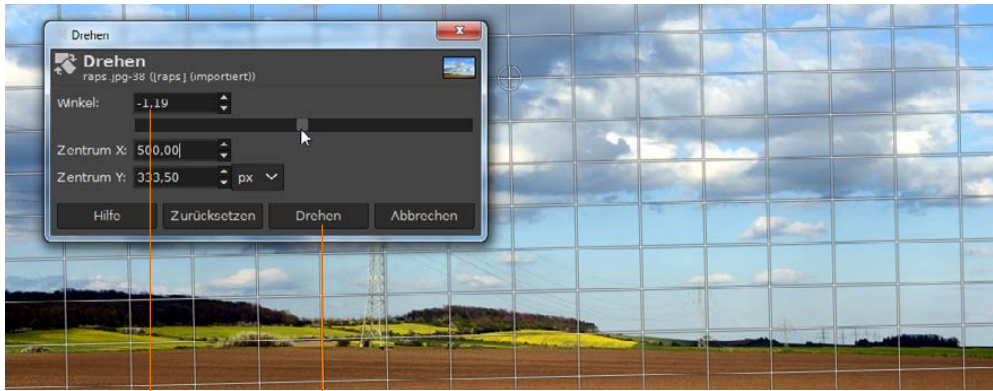 Drehen
Drehen
raps.jpg-38 ([raps] (importiert))
Winkel: -1,19
Zentrum X: 500,00
Zentrum Y: 333,50 px
Hilfe Zurücksetzen Drehen Abbrechen